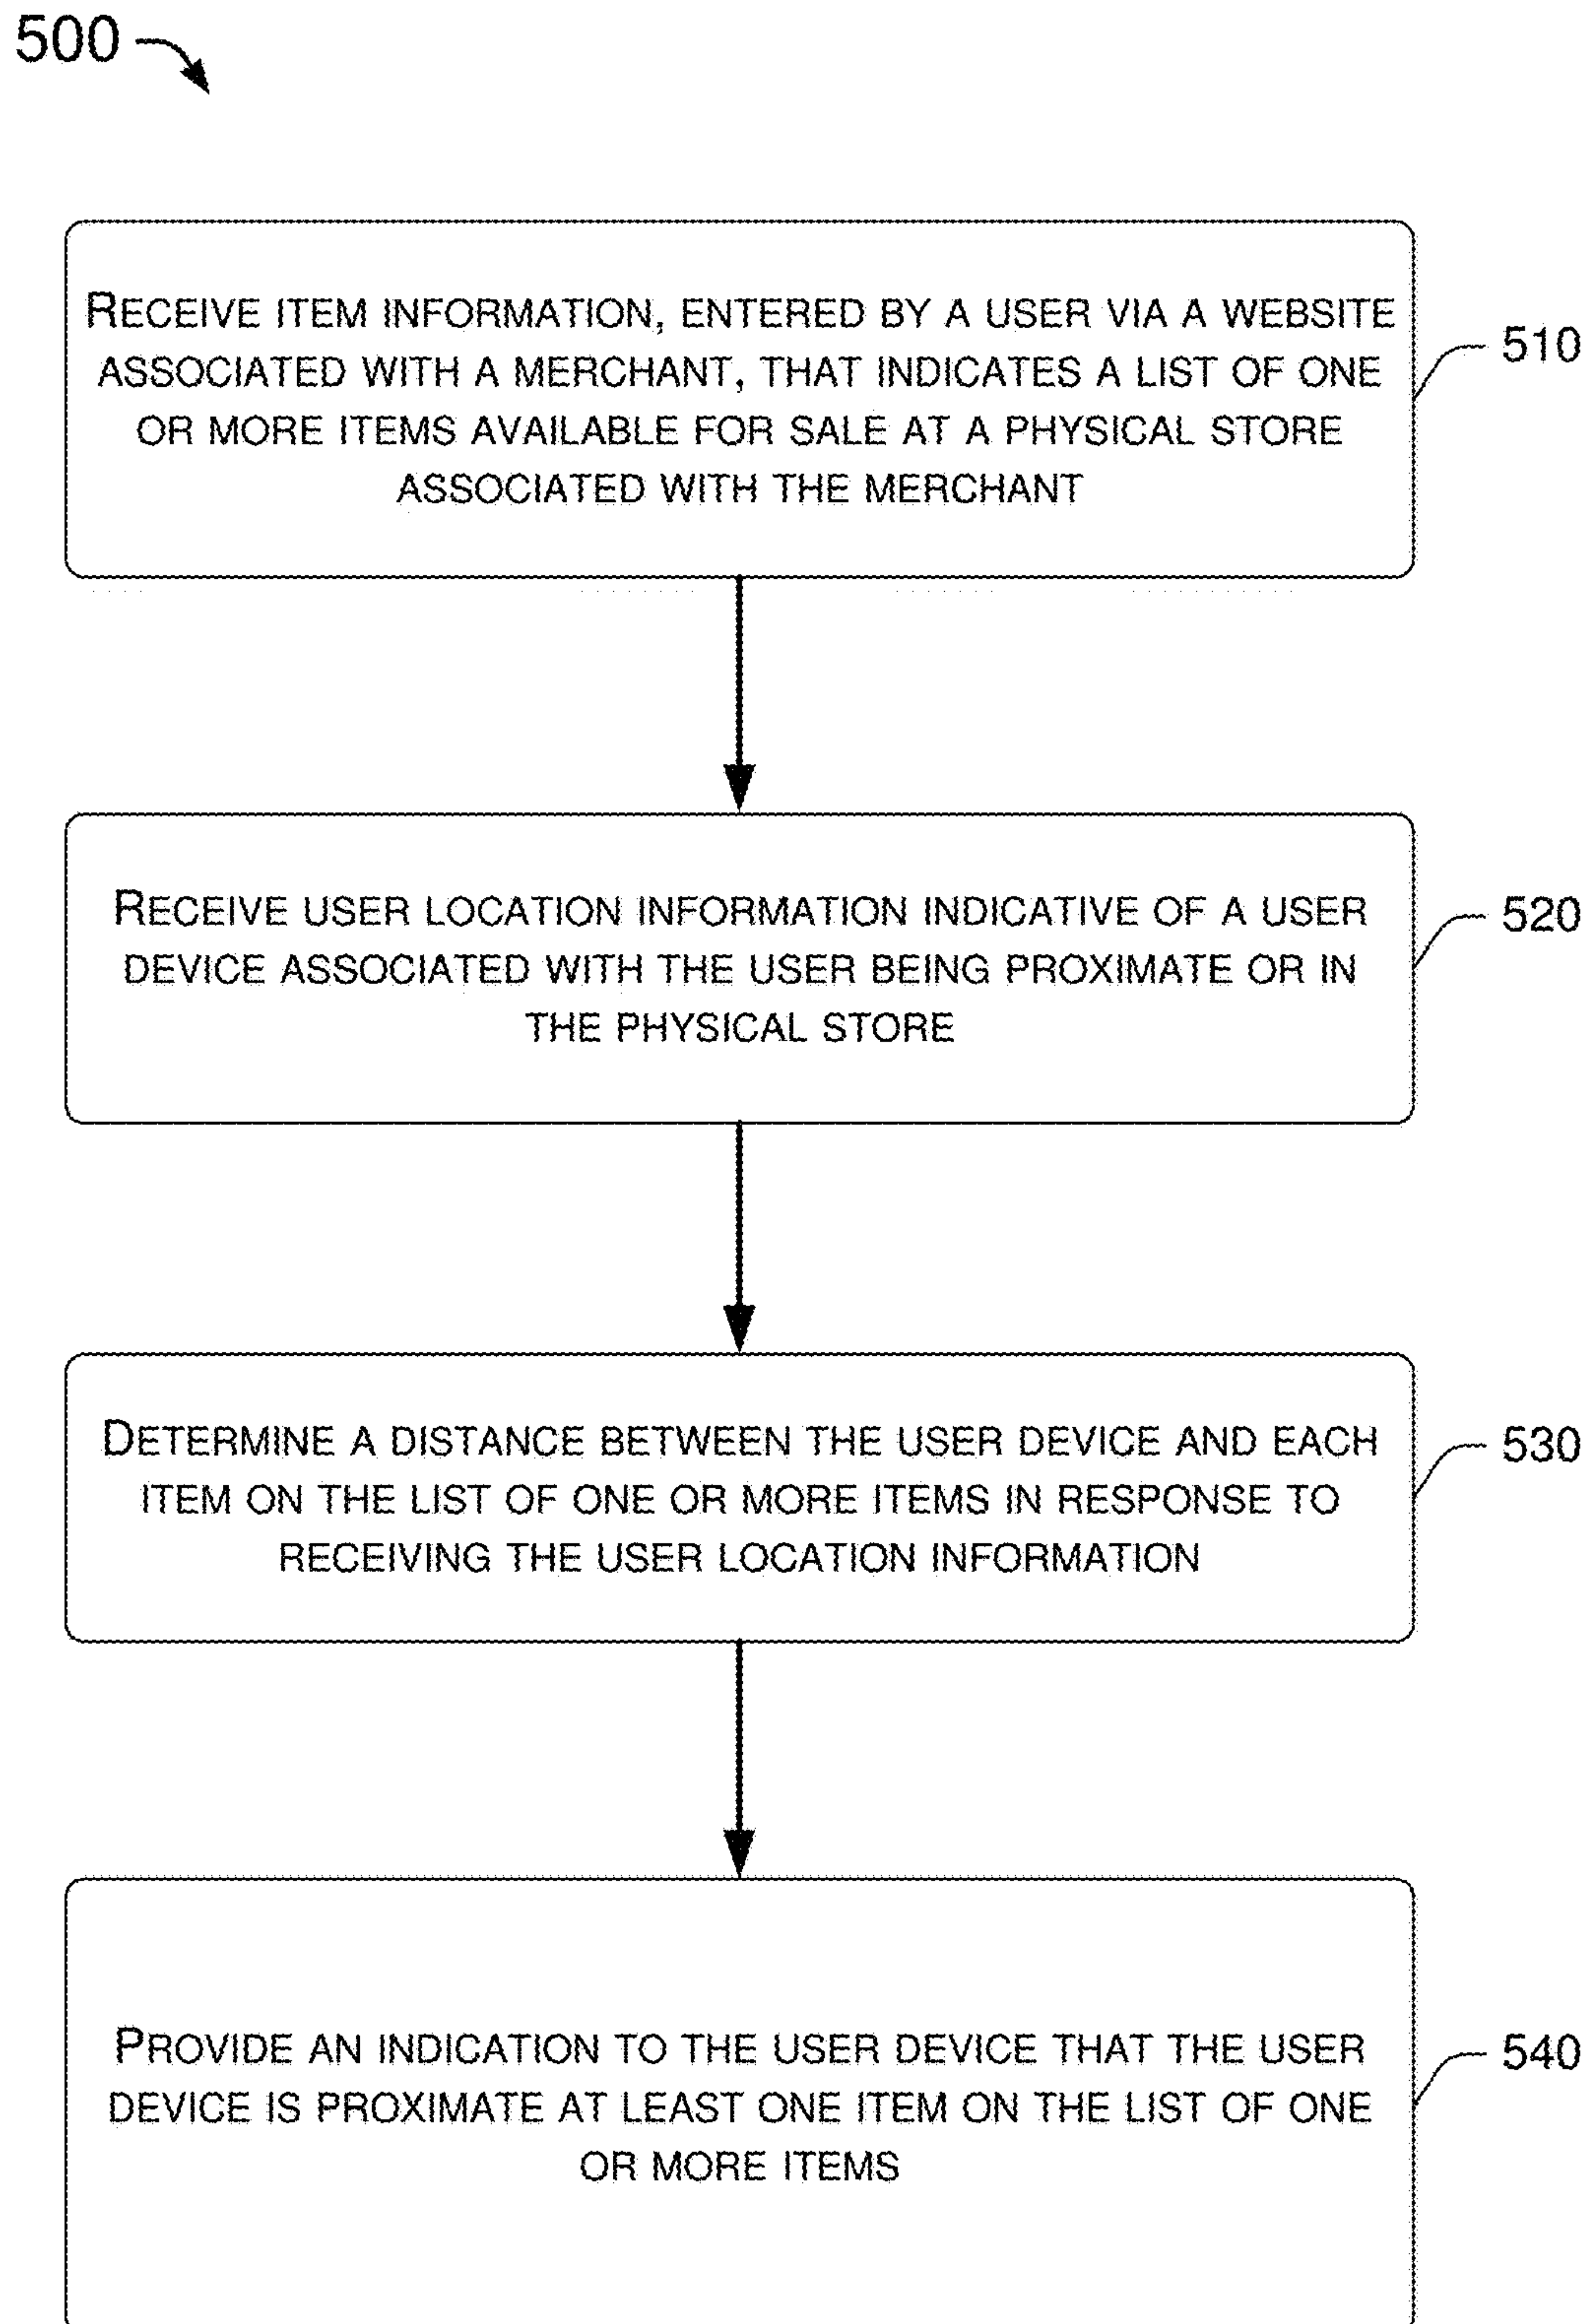 500
RECEIVE ITEM INFORMATION, ENTERED BY A USER VIA A WEBSITE
ASSOCIATED WITH A MERCHANT, THAT INDICATES A LIST OF ONE
OR MORE ITEMS AVAILABLE FOR SALE AT A PHYSICAL STORE
ASSOCIATED WITH THE MERCHANT
510
RECEIVE USER LOCATION INFORMATION INDICATIVE OF A USER
DEVICE ASSOCIATED WITH THE USER BEING PROXIMATE OR IN
THE PHYSICAL STORE
520
DETERMINE A DISTANCE BETWEEN THE USER DEVICE AND EACH
ITEM ON THE LIST OF ONE OR MORE ITEMS IN RESPONSE TO
RECEIVING THE USER LOCATION INFORMATION
530
PROVIDE AN INDICATION TO THE USER DEVICE THAT THE USER
DEVICE IS PROXIMATE AT LEAST ONE ITEM ON THE LIST OF ONE
OR MORE ITEMS
540